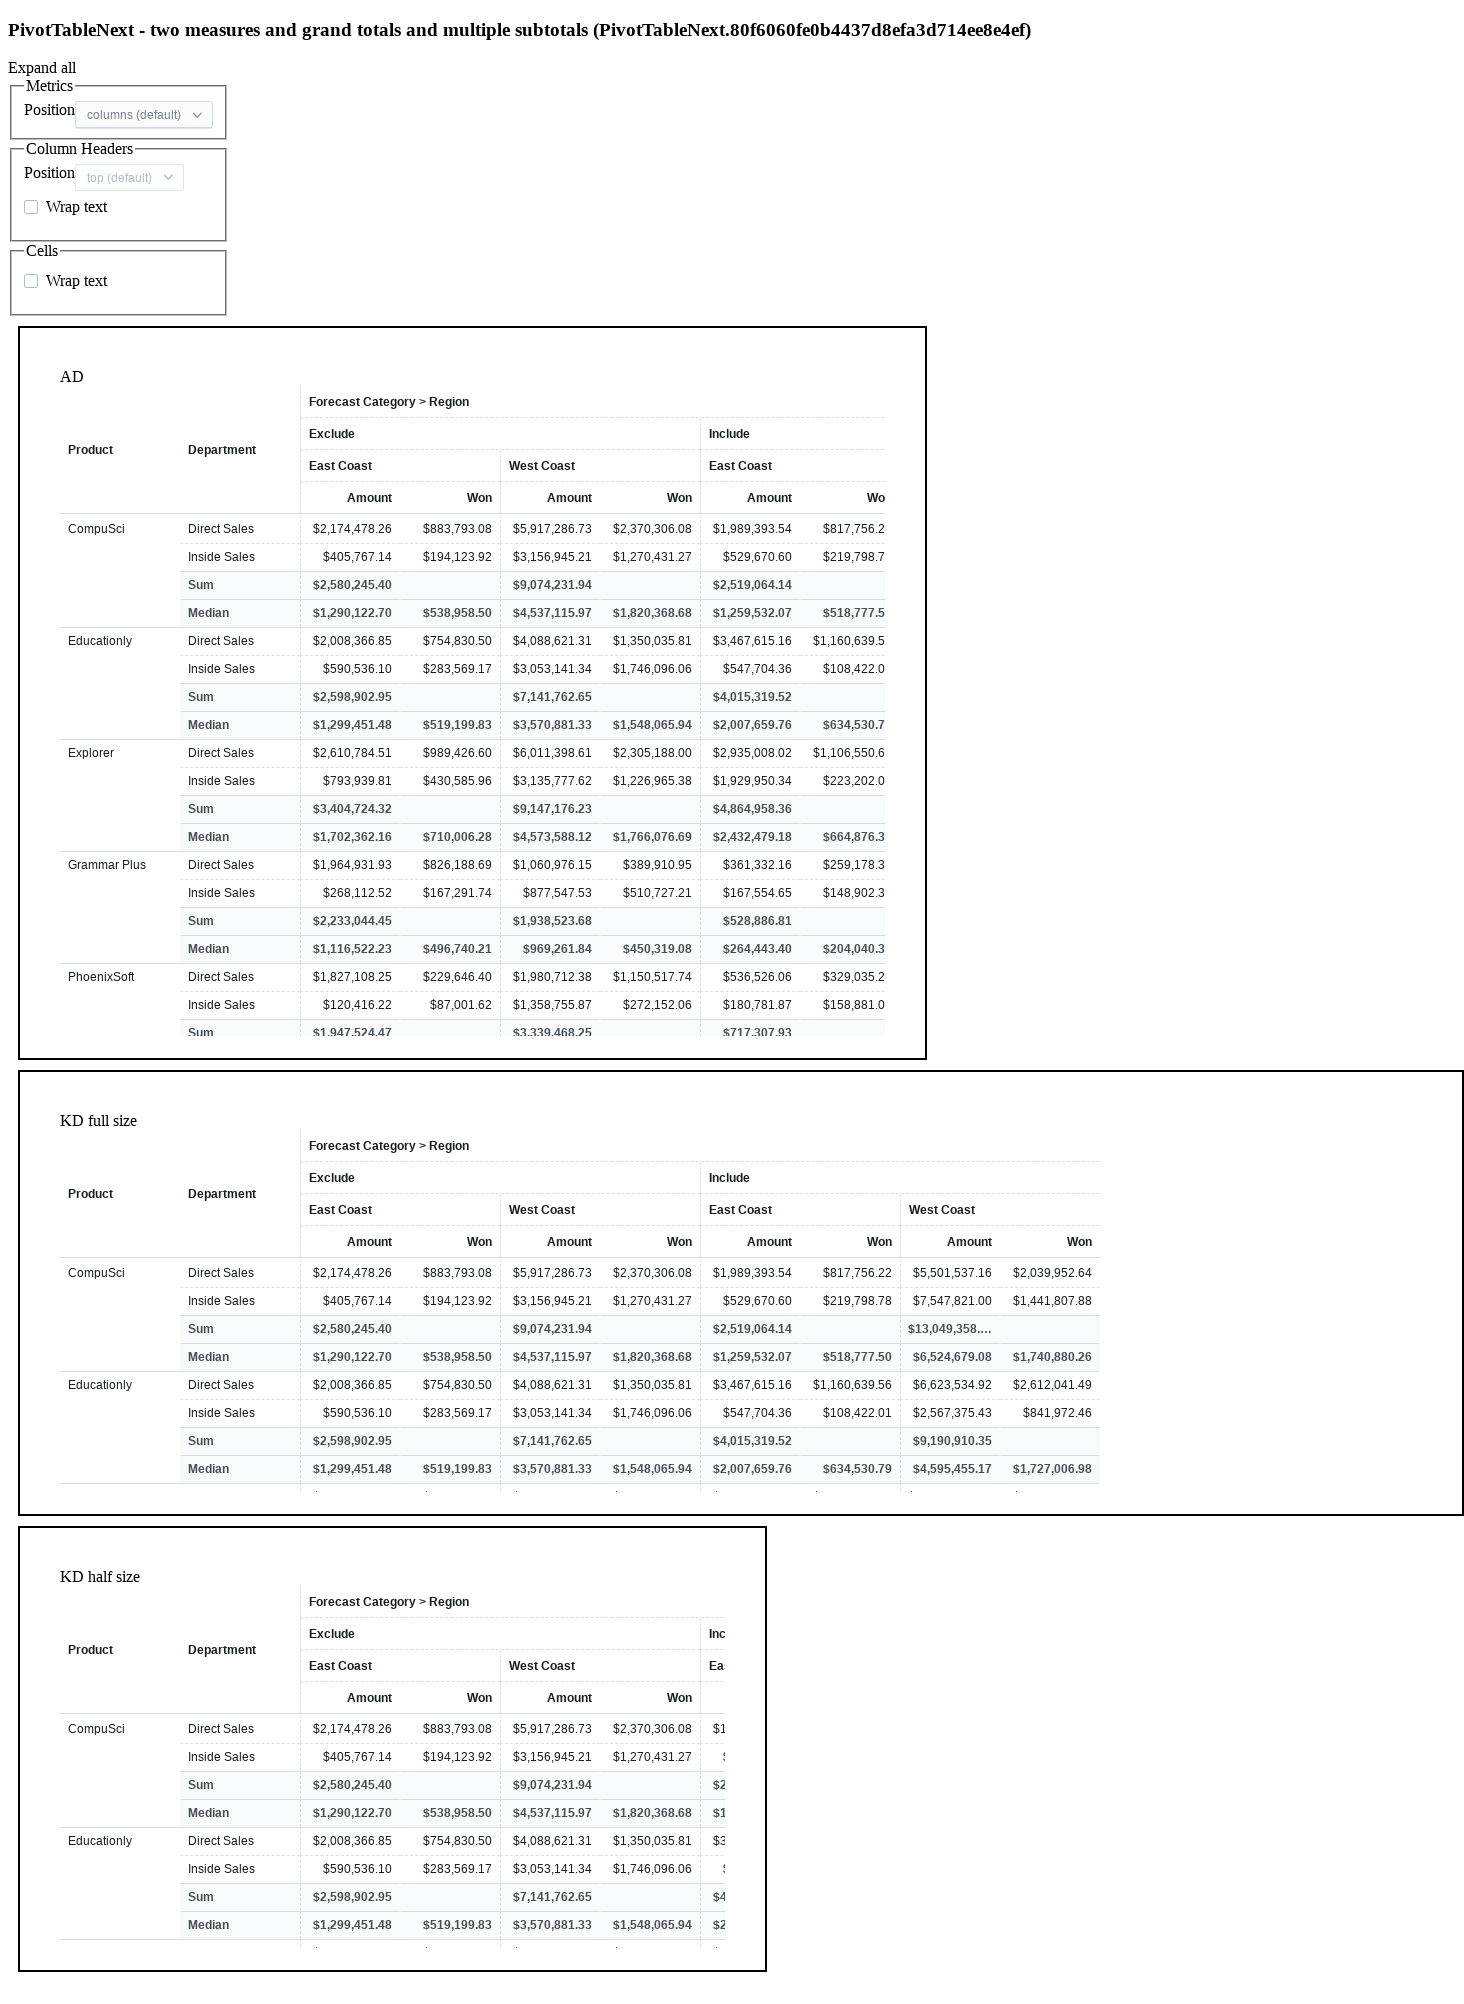 PivotTableNext - two measures and grand totals and multiple subtotals (PivotTableNext.80f6060fe0b4437d8efa3d714ee8e4ef)
Expand all
Metrics
Position columns (default)
Column Headers
Position top (default)
Wrap text
Cells
Wrap text
AD
Forecast Category > Region
Exclude Include
Product Department
East Coast West Coast East Coast
Amount Won Amount Won Amount Wo
CompuSci Direct Sales $2,174,478.26 $883,793.08 $5,917,286.73 $2,370,306.08 $1,989,393.54 $817,756.2
Inside Sales $405,767.14 $194,123.92 $3,156,945.21 $1,270,431.27 $529,670.60 $219,798.7
Sum $2,580,245.40 $9,074,231.94 $2,519,064.14
Median $1,290,122.70 $538,958.50 $4,537,115.97 $1,820,368.68 $1,259,532.07 $518,777.5
Educationly Direct Sales $2,008,366.85 $754,830.50 $4,088,621.31 $1,350,035.81 $3,467,615.16 $1,160,639.5
Inside Sales $590,536.10 $283,569.17 $3,053,141.34 $1,746,096.06 $547,704.36 $108,422.0
Sum $2,598,902.95 $7,141,762.65 $4,015,319.52
Median $1,299,451.48 $519,199.83 $3,570,881.33 $1,548,065.94 $2,007,659.76 $634,530.7
Explorer Direct Sales $2,610,784.51 $989,426.60 $6,011,398.61 $2,305,188.00 $2,935,008.02 $1,106,550.6
Inside Sales $793,939.81 $430,585.96 $3,135,777.62 $1,226,965.38 $1,929,950.34 $223,202.0
Sum $3,404,724.32 $9,147,176.23 $4,864,958.36
Median $1,702,362.16 $710,006.28 $4,573,588.12 $1,766,076.69 $2,432,479.18 $664,876.3
Grammar Plus Direct Sales $1,964,931.93 $826,188.69 $1,060,976.15 $389,910.95 $361,332.16 $259,178.3
Inside Sales $268,112.52 $167,291.74 $877,547.53 $510,727.21 $167,554.65 $148,902.3
Sum $2,233,044.45 $1,938,523.68 $528,886.81
Median $1,116,522.23 $496,740.21 $969,261.84 $450,319.08 $264,443.40 $204,040.3
PhoenixSoft Direct Sales $1,827,108.25 $229,646.40 $1,980,712.38 $1,150,517.74 $536,526.06 $329,035.2
Inside Sales $120,416.22 $87,001.62 $1,358,755.87 $272,152.06 $180,781.87 $158,881.0
Sum $1,947,524.47 $3,339,468.25 $717,307.93
KD full size
Forecast Category > Region
Exclude Include
Product Department
East Coast West Coast East Coast West Coast
Amount Won Amount Won Amount Won Amount Won
CompuSci Direct Sales $2,174,478.26 $883,793.08 $5,917,286.73 $2,370,306.08 $1,989,393.54 $817,756.22 $5,501,537.16 $2,039,952.64
Inside Sales $405,767.14 $194,123.92 $3,156,945.21 $1,270,431.27 $529,670.60 $219,798.78 $7,547,821.00 $1,441,807.88
Sum $2,580,245.40 $9,074,231.94 $2,519,064.14 $13,049,358.…
Median $1,290,122.70 $538,958.50 $4,537,115.97 $1,820,368.68 $1,259,532.07 $518,777.50 $6,524,679.08 $1,740,880.26
Educationly Direct Sales $2,008,366.85 $754,830.50 $4,088,621.31 $1,350,035.81 $3,467,615.16 $1,160,639.56 $6,623,534.92 $2,612,041.49
Inside Sales $590,536.10 $283,569.17 $3,053,141.34 $1,746,096.06 $547,704.36 $108,422.01 $2,567,375.43 $841,972.46
Sum $2,598,902.95 $7,141,762.65 $4,015,319.52 $9,190,910.35
Median $1,299,451.48 $519,199.83 $3,570,881.33 $1,548,065.94 $2,007,659.76 $634,530.79 $4,595,455.17 $1,727,006.98
KD half size
Forecast Category > Region
Exclude Inc
Product Department
East Coast West Coast Eas
Amount Won Amount Won
CompuSci Direct Sales $2,174,478.26 $883,793.08 $5,917,286.73 $2,370,306.08 $1
Inside Sales $405,767.14 $194,123.92 $3,156,945.21 $1,270,431.27 $
Sum $2,580,245.40 $9,074,231.94 $2
Median $1,290,122.70 $538,958.50 $4,537,115.97 $1,820,368.68 $1
Educationly Direct Sales $2,008,366.85 $754,830.50 $4,088,621.31 $1,350,035.81 $3
Inside Sales $590,536.10 $283,569.17 $3,053,141.34 $1,746,096.06 $
Sum $2,598,902.95 $7,141,762.65 $4
Median $1,299,451.48 $519,199.83 $3,570,881.33 $1,548,065.94 $2